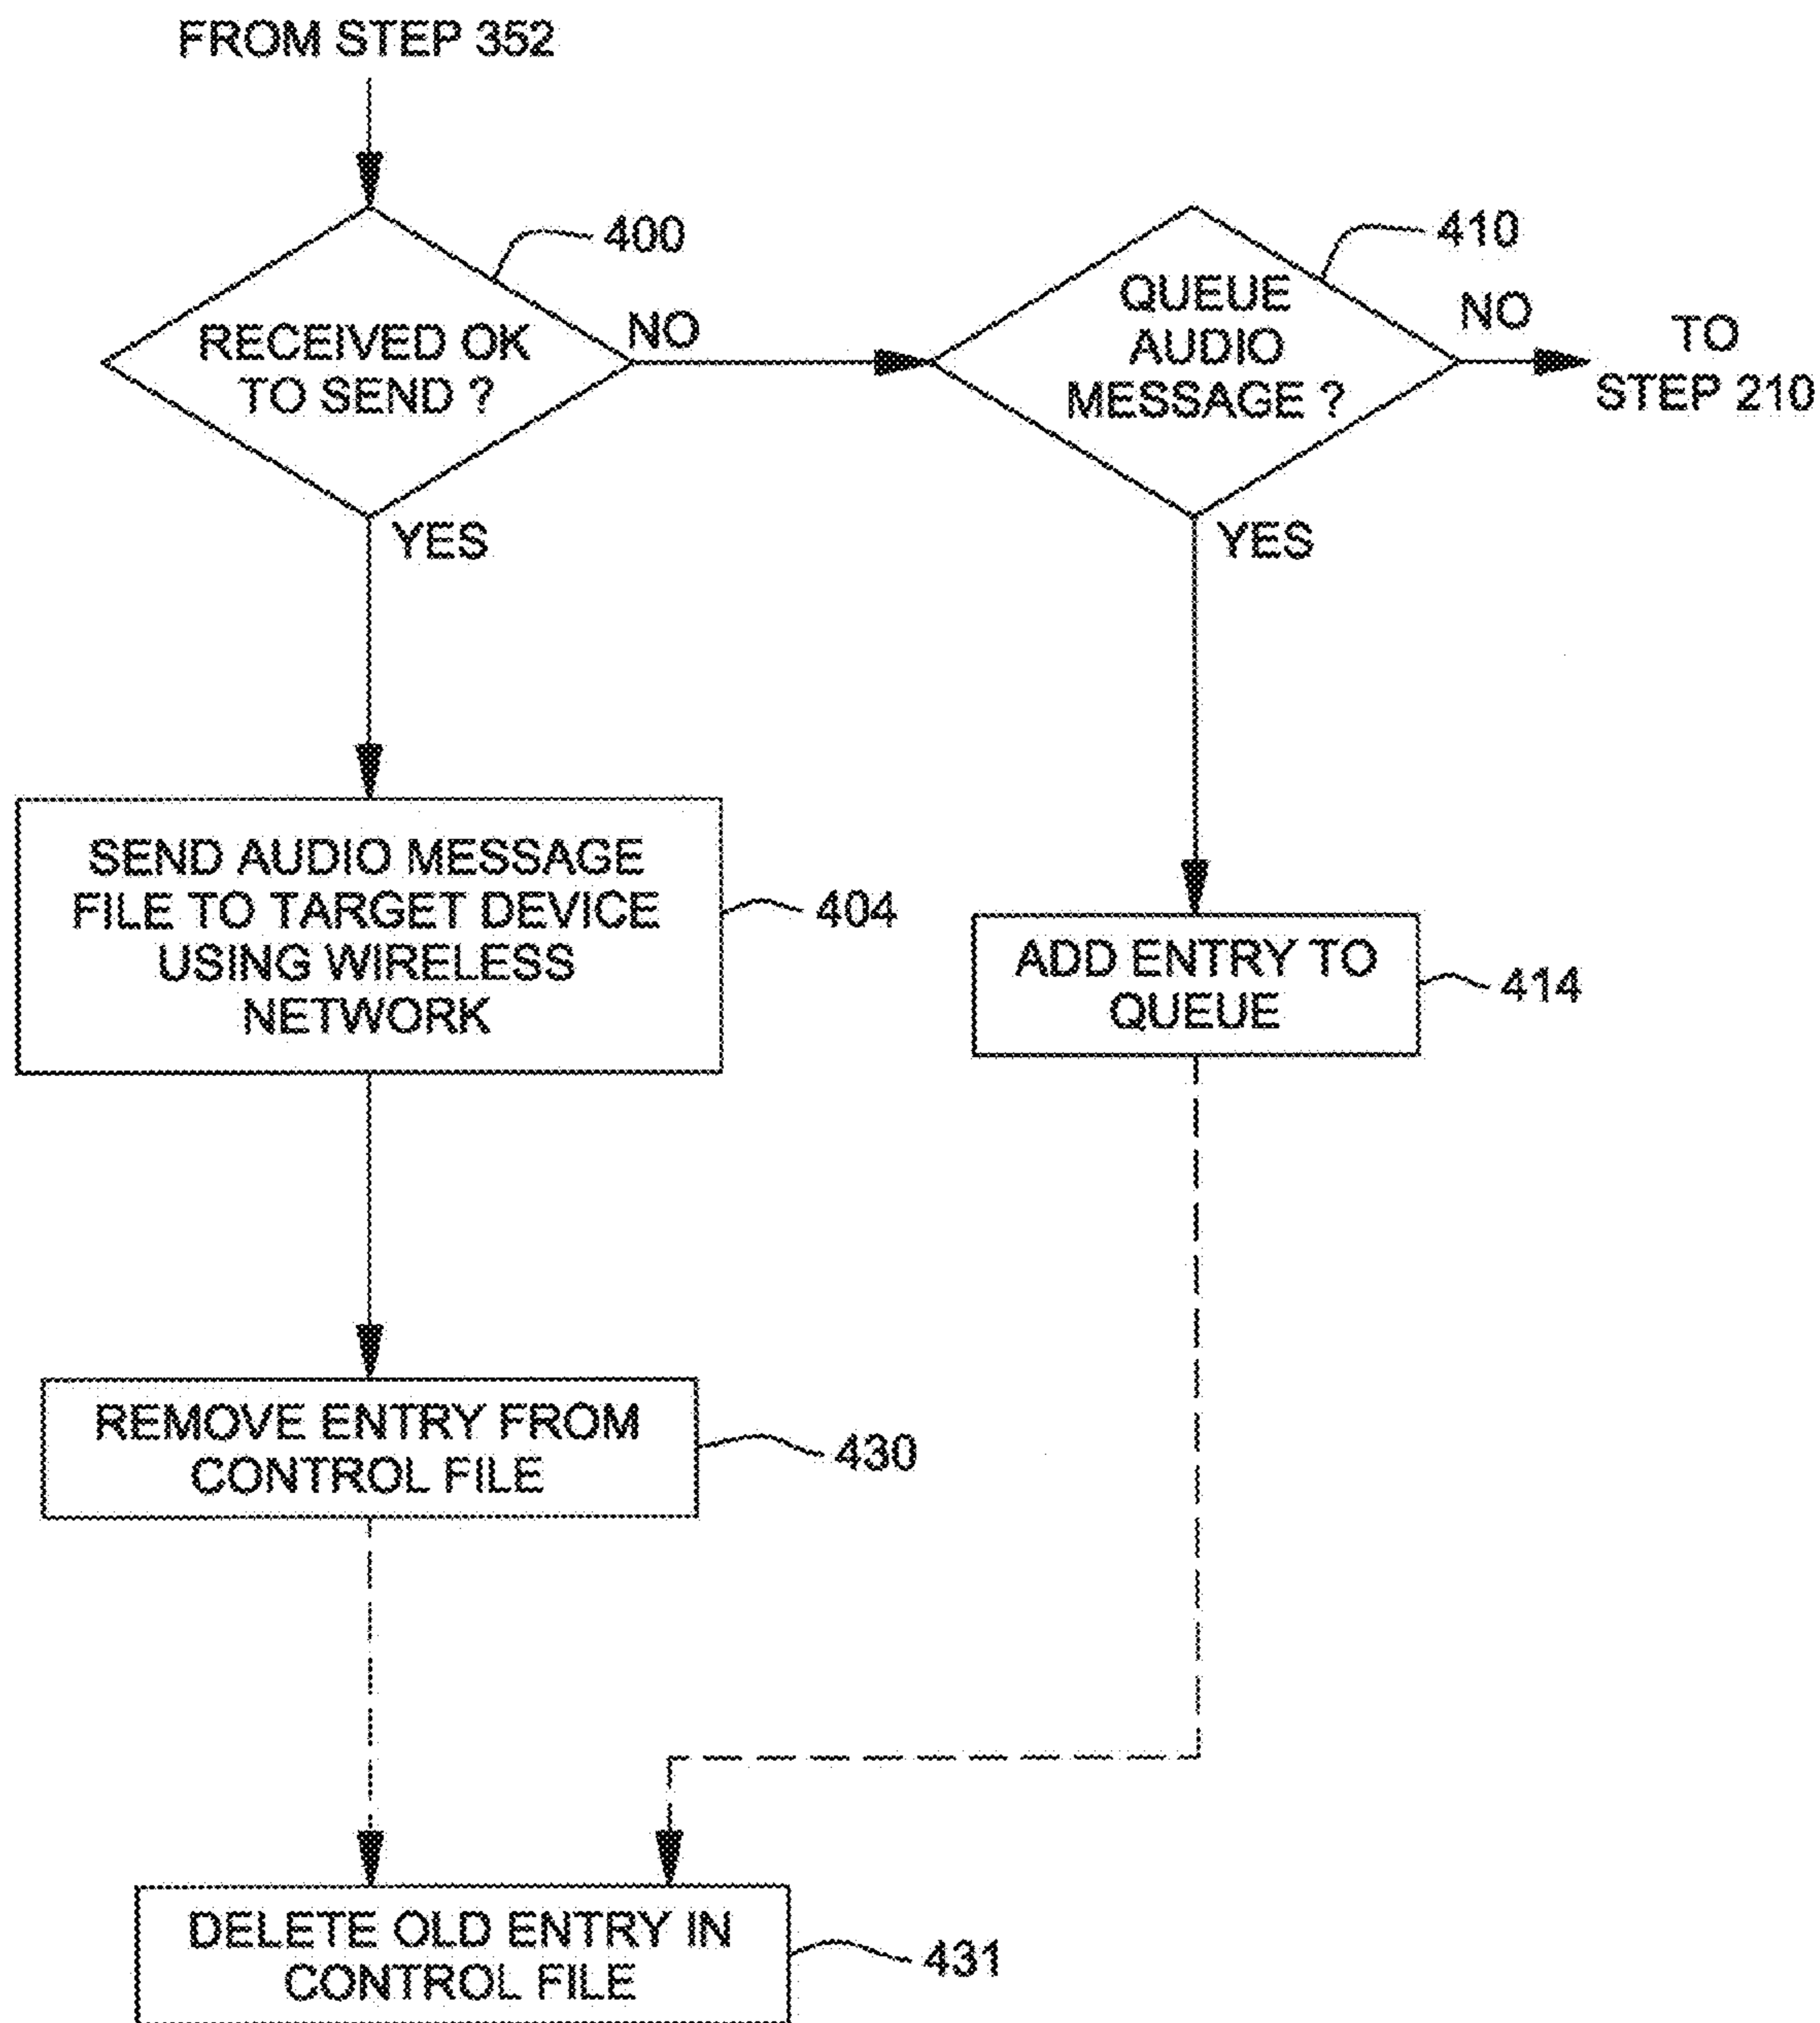 FROM STEP 352
400
RECEIVED OK
TO SEND ?
NO
YES
410
QUEUE
AUDIO
MESSAGE ?
NO
TO
STEP 210
YES
SEND AUDIO MESSAGE
FILE TO TARGET DEVICE
USING WIRELESS
NETWORK
404
ADD ENTRY TO
QUEUE
414
REMOVE ENTRY FROM
CONTROL FILE
430
DELETE OLD ENTRY IN
CONTROL FILE
431